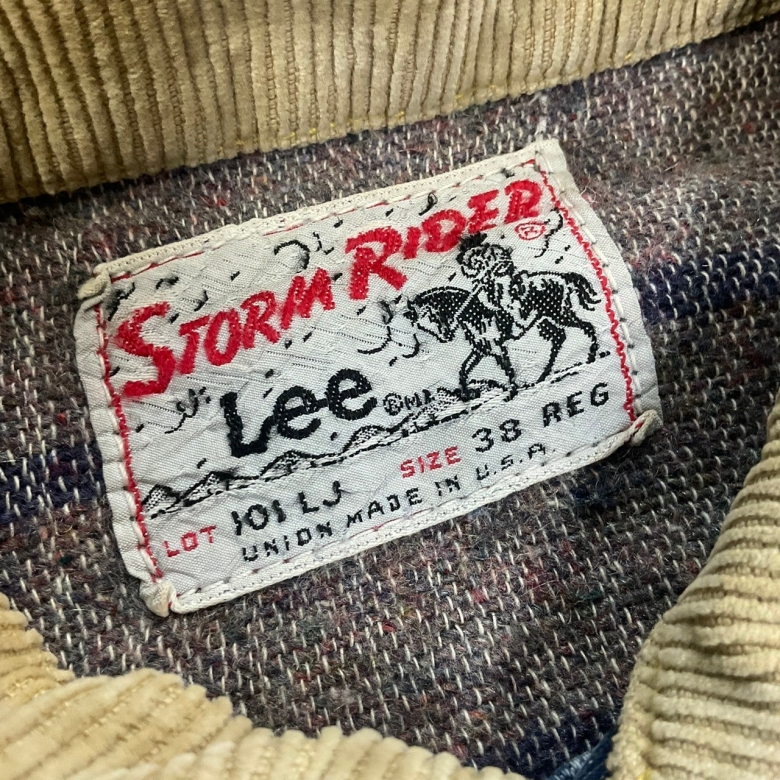 STORM RIDER ®
Lee ® M.R.
LOT 101 LJ SIZE 38 REG
UNION MADE IN U.S.A.